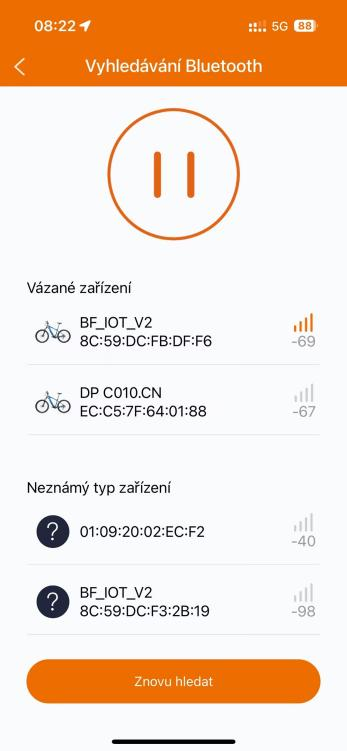 08:22
5G 88
Vyhledávání Bluetooth
Vázané zařízení
BF_IOT_V2
8C:59:DC:FB:DF:F6
-69
DP C010.CN
EC:C5:7F:64:01:88
-67
Neznámý typ zařízení
?
01:09:20:02:EC:F2
-40
?
BF_IOT_V2
8C:59:DC:F3:2B:19
-98
Znovu hledat